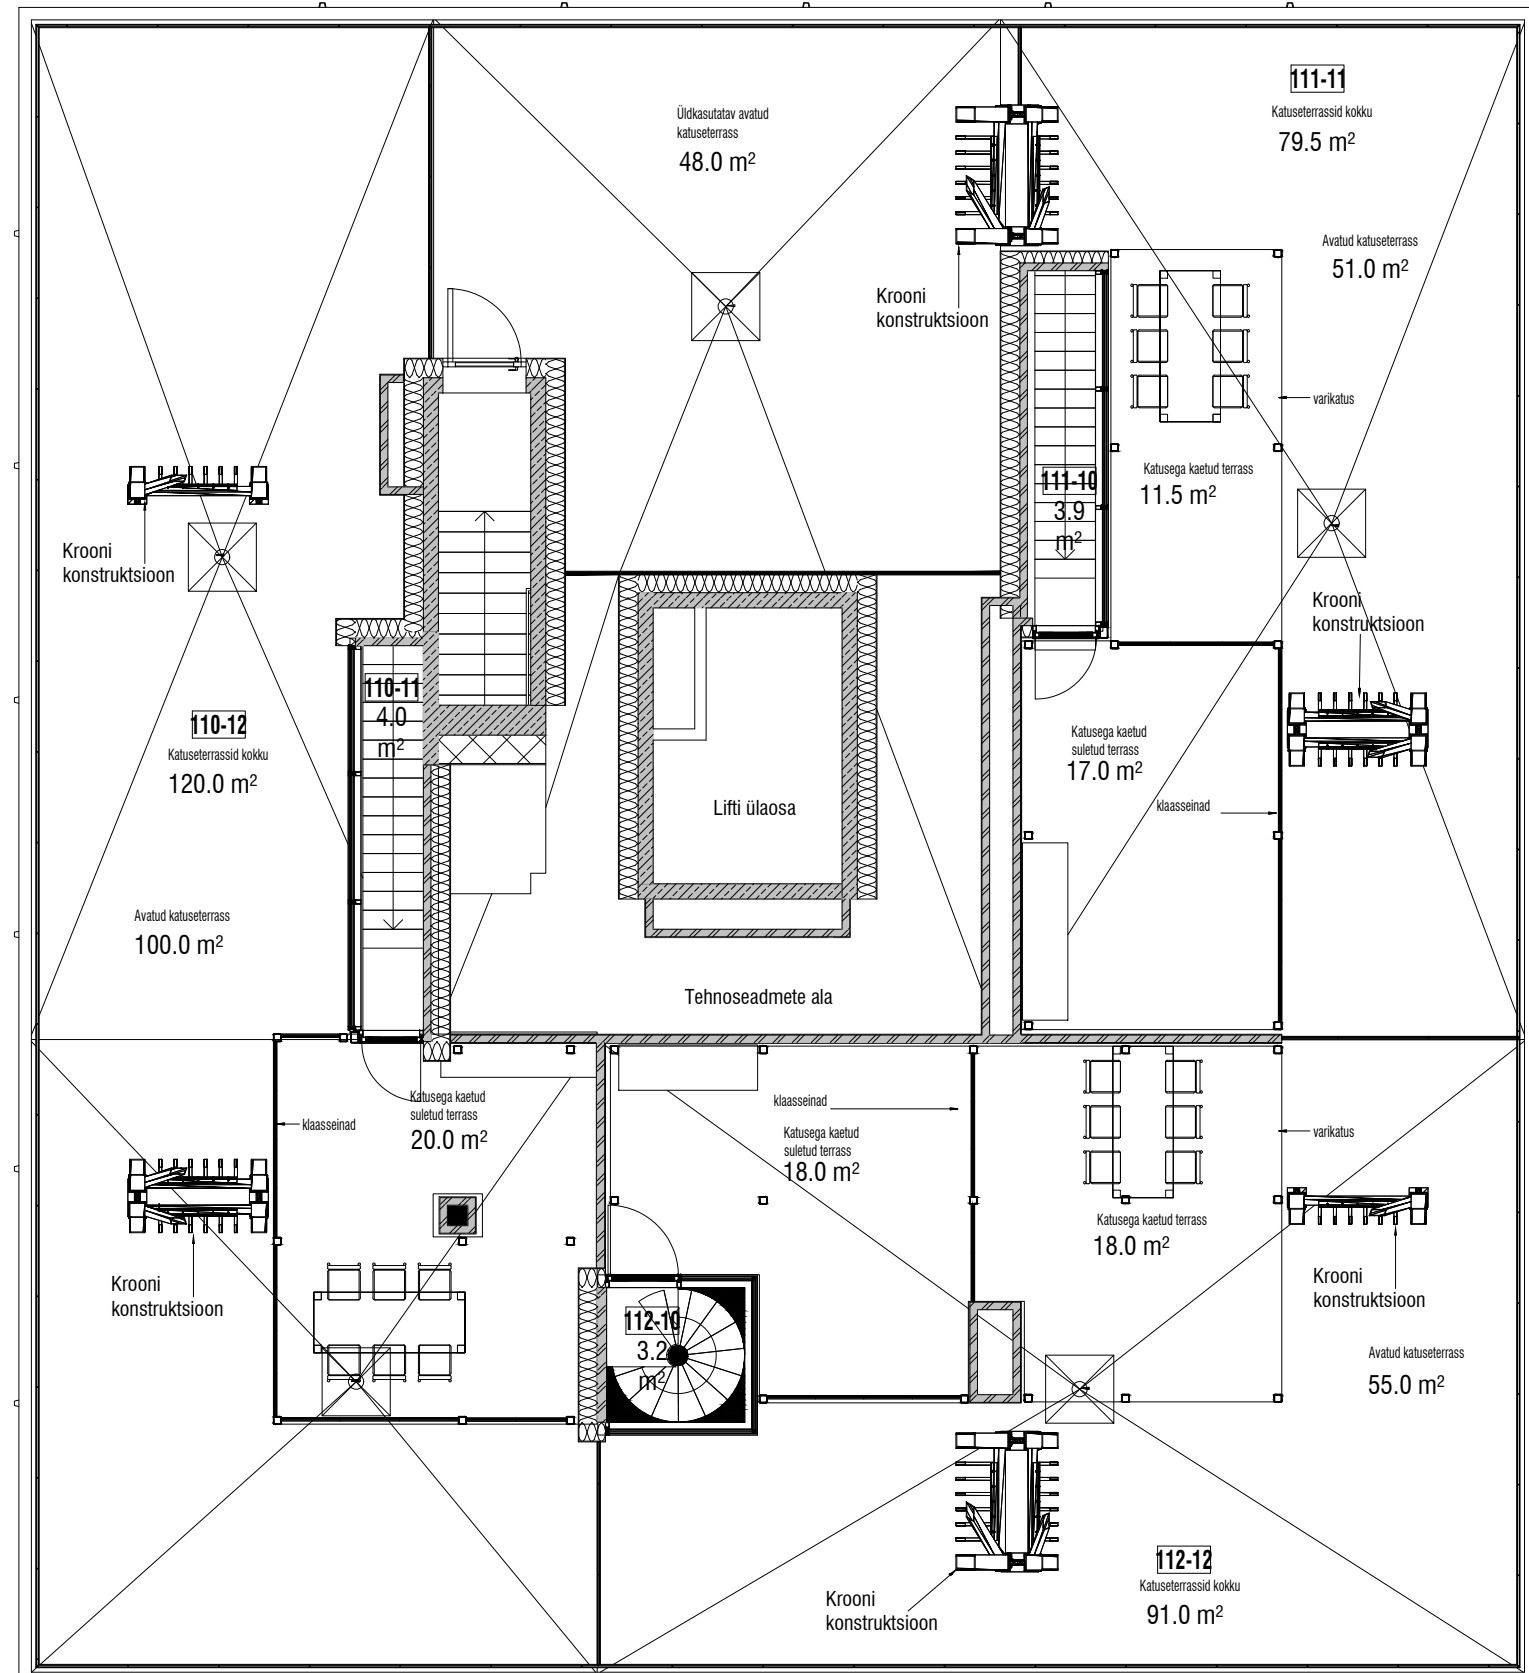 111-11
Katuseterrassid kokku
79.5 m²
Üldkasutatav avatud
katuseterrass
48.0 m²
Avatud katuseterrass
51.0 m²
Krooni
konstruktsioon
varikatus
Katusega kaetud terrass
11.5 m²
111-10
3.9
m²
Krooni
konstruktsioon
Krooni
konstruktsioon
110-11
4.0
m²
110-12
Katuseterrassid kokku
120.0 m²
Katusega kaetud
suletud terrass
17.0 m²
klaasseinad
Lifti ülaosa
Avatud katuseterrass
100.0 m²
Tehnoseadmete ala
Katusega kaetud
suletud terrass
20.0 m²
klaasseinad
klaasseinad
Katusega kaetud
suletud terrass
18.0 m²
varikatus
Katusega kaetud terrass
18.0 m²
Krooni
konstruktsioon
Krooni
konstruktsioon
112-10
3.2
m²
Avatud katuseterrass
55.0 m²
112-12
Katuseterrassid kokku
91.0 m²
Krooni
konstruktsioon